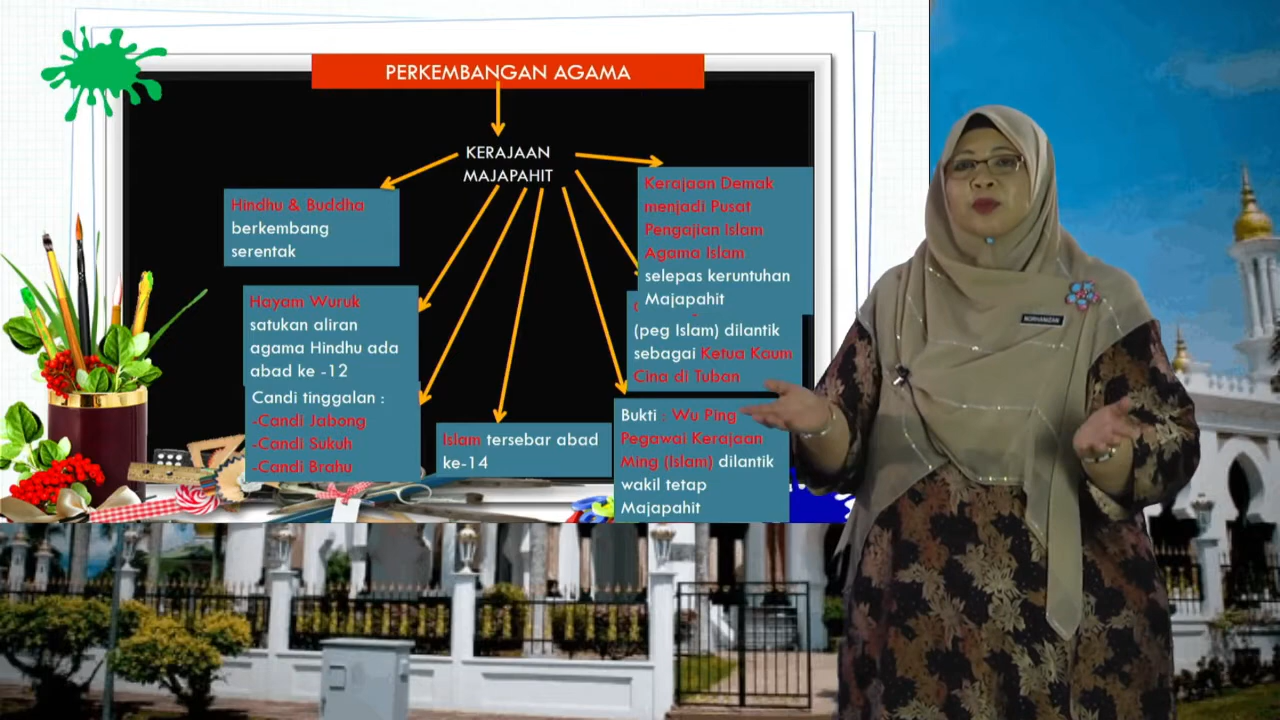 PERKEMBANGAN AGAMA
KERAJAAN
MAJAPAHIT
Hindhu & Buddha
berkembang
serentak
Hayam Wuruk
satukan aliran
agama Hindhu ada
abad ke -12
Candi tinggalan :
-Candi Jabong
-Candi Sukuh
-Candi Brahu
Islam tersebar abad
ke-14
Kerajaan Demak
menjadi Pusat
Pengajian Islam
Agama Islam
selepas keruntuhan
Majapahit
(peg Islam) dilantik
sebagai Ketua Kaum
Cina di Tuban
Bukti : Wu Ping
Pegawai Kerajaan
Ming (Islam) dilantik
wakil tetap
Majapahit
NORHANIZAN